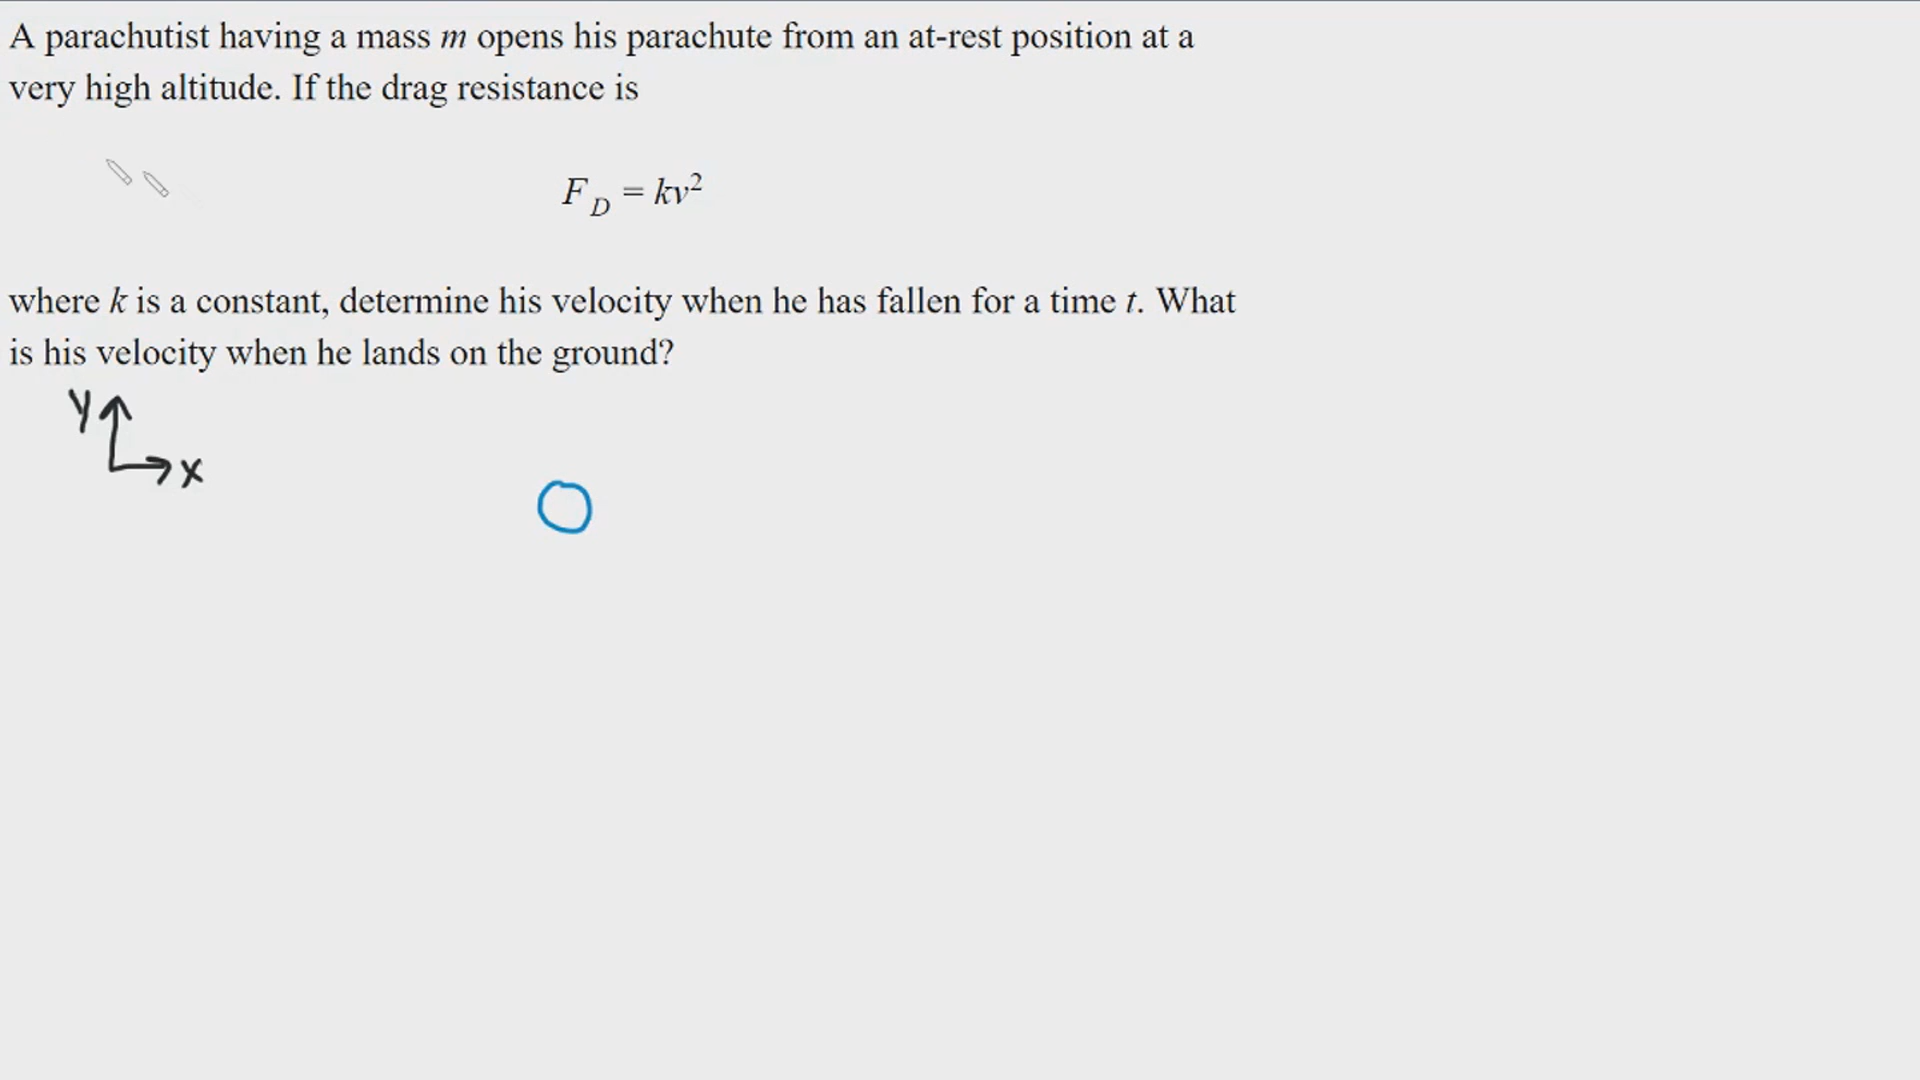 A parachutist having a mass m opens his parachute from an at-rest position at a
very high altitude. If the drag resistance is
F_D = kv²
where k is a constant, determine his velocity when he has fallen for a time t. What
is his velocity when he lands on the ground?
Y
X